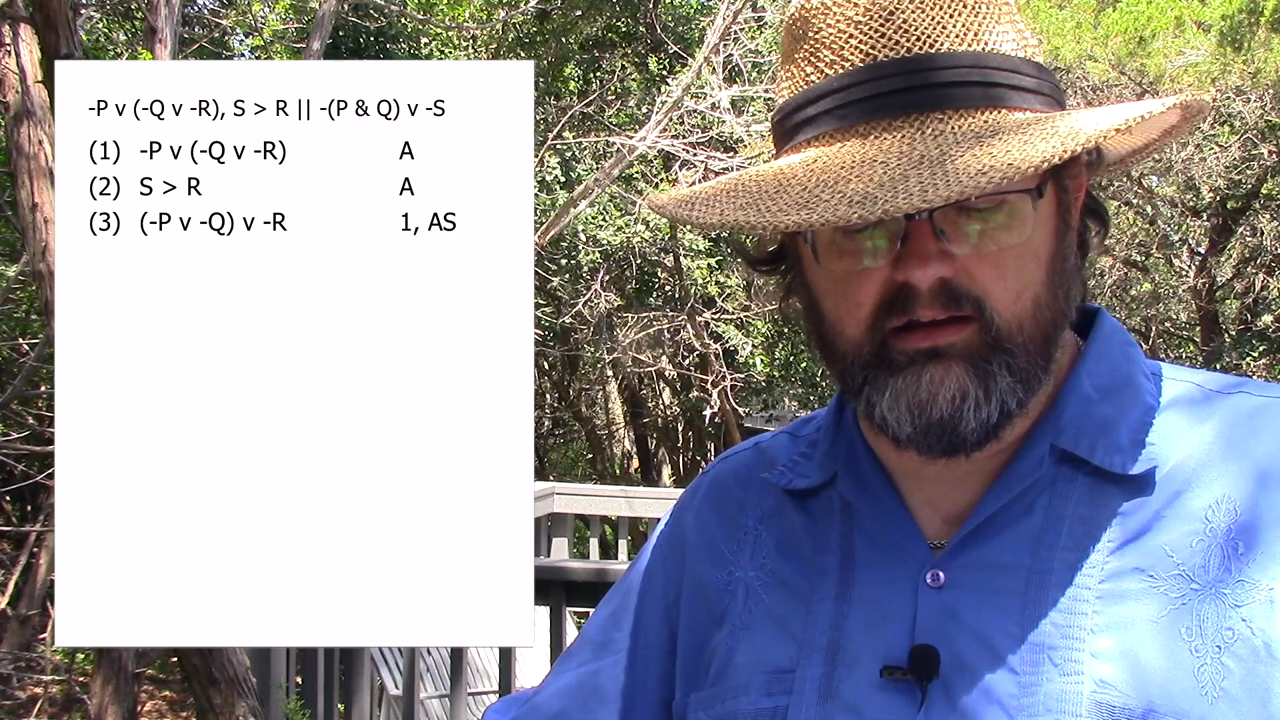 -P v (-Q v -R), S > R || -(P & Q) v -S
(1) -P v (-Q v -R) A
(2) S > R A
(3) (-P v -Q) v -R 1, AS